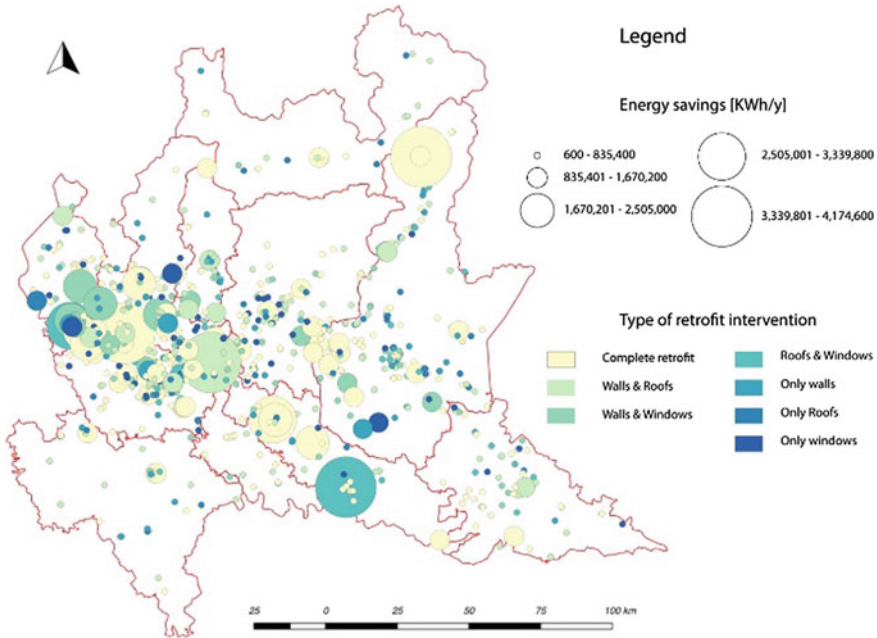 Legend
Energy savings [KWh/y]
600 - 835,400
835,401 - 1,670,200
1,670,201 - 2,505,000
2,505,001 - 3,339,800
3,339,801 - 4,174,600
Type of retrofit intervention
Complete retrofit
Walls & Roofs
Walls & Windows
Roofs & Windows
Only walls
Only Roofs
Only windows
25 0 25 50 75 100 km